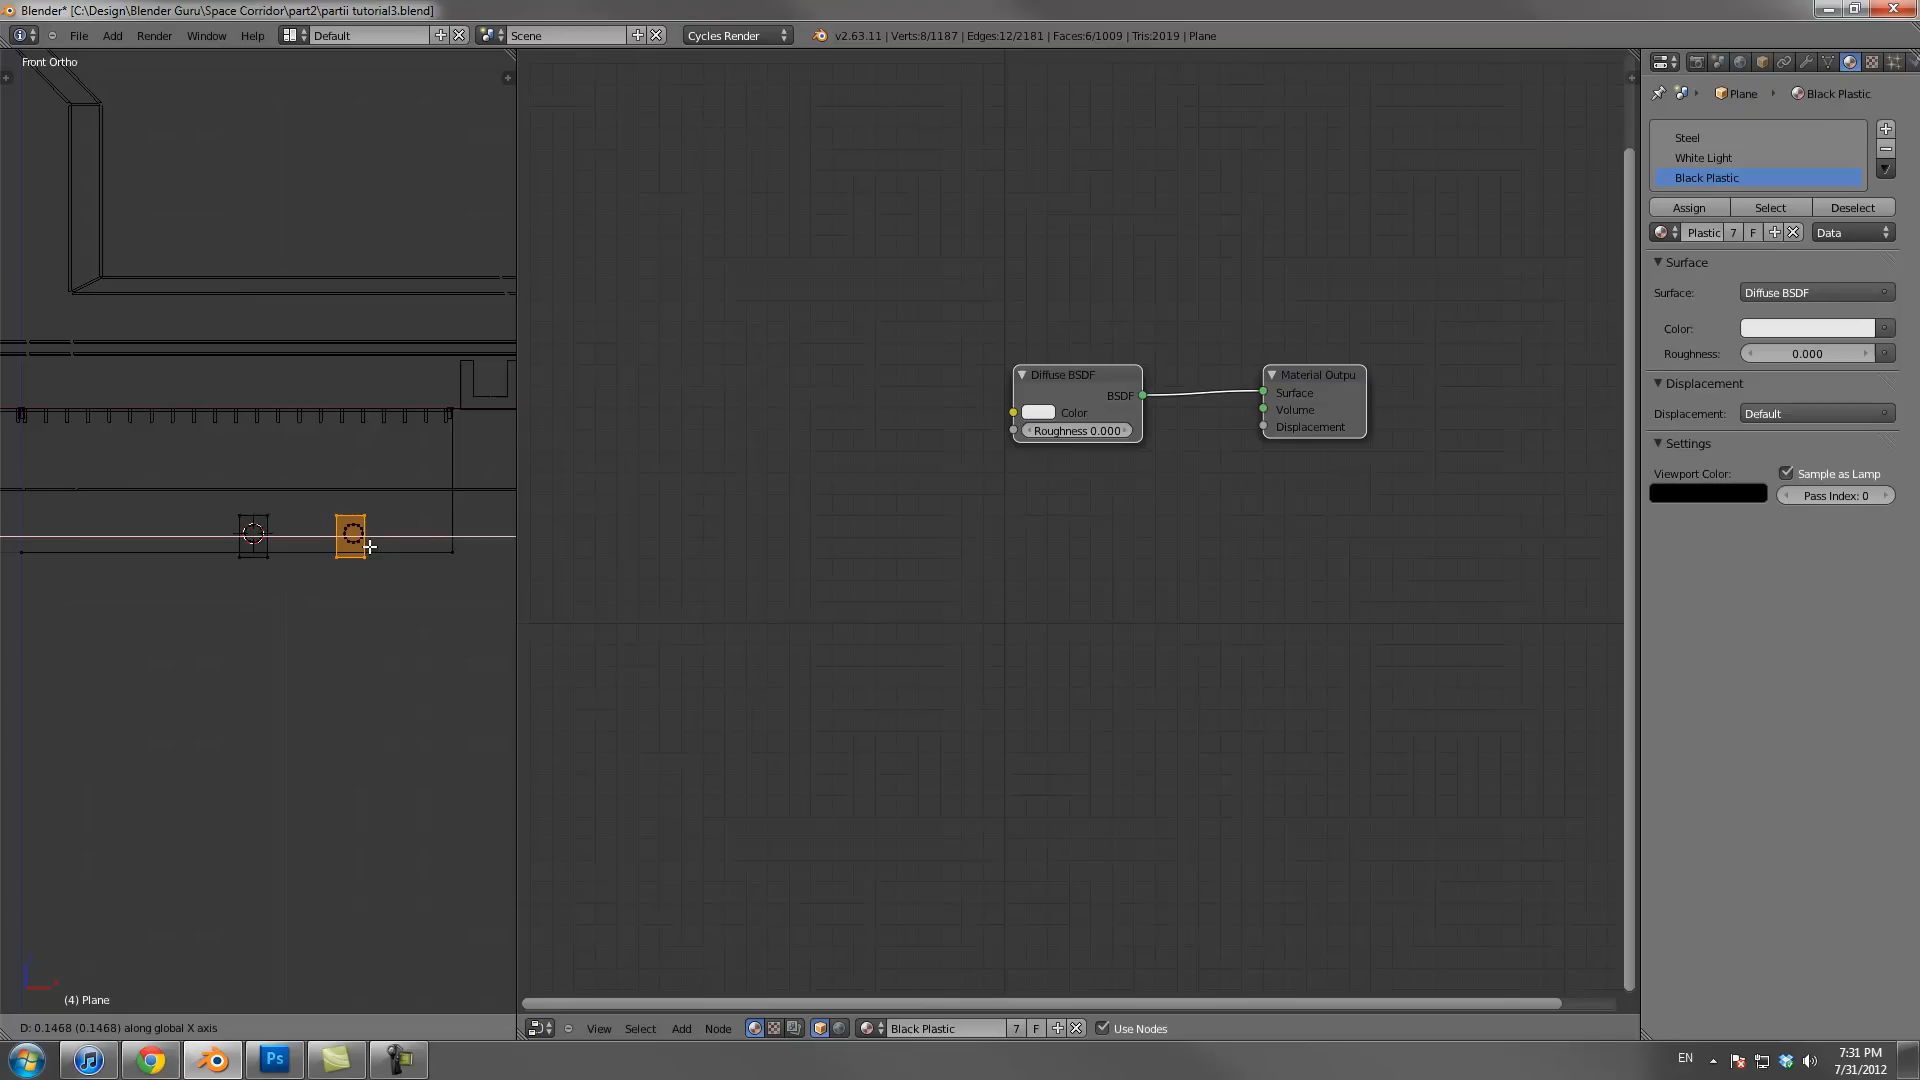 Blender* [C:\Design\Blender Guru\Space Corridor\part2\partii tutorial3.blend]
File Add Render Window Help Default Scene Cycles Render v2.63.11 | Verts:8/1187 | Edges:12/2181 | Faces:6/1009 | Tris:2019 | Plane
Front Ortho
Plane Black Plastic
Steel
White Light
Black Plastic
Assign Select Deselect
Plastic 7 F Data
Surface
Surface: Diffuse BSDF
Color:
Roughness: 0.000
Displacement
Displacement: Default
Settings
Viewport Color: Sample as Lamp
Pass Index: 0
Diffuse BSDF
BSDF
Color
Roughness 0.000
Material Outpu
Surface
Volume
Displacement
(4) Plane
D: 0.1468 (0.1468) along global X axis
View Select Add Node Black Plastic 7 F Use Nodes
Ps
EN
7:31 PM
7/31/2012